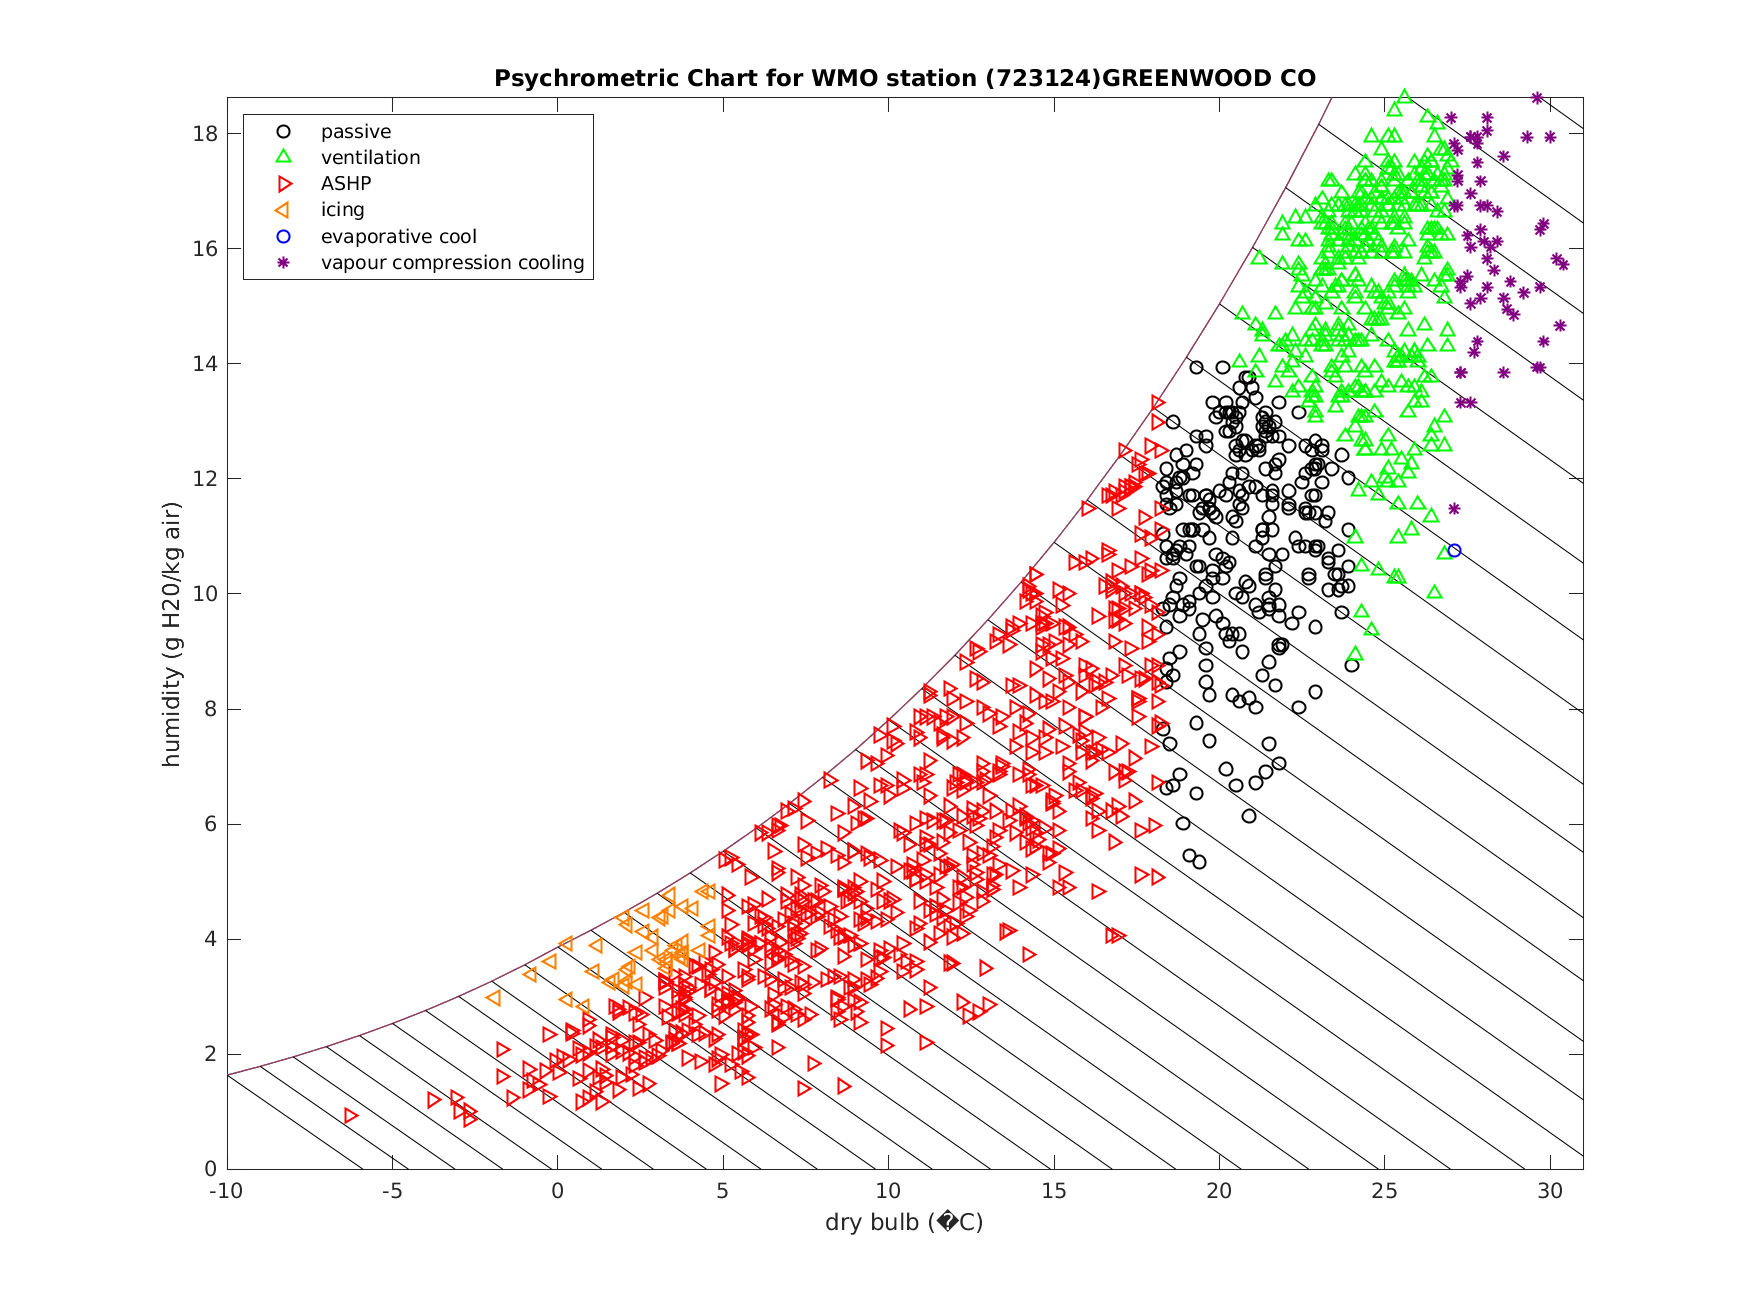 Psychrometric Chart for WMO station (723124)GREENWOOD CO
passive
ventilation
ASHP
icing
evaporative cool
vapour compression cooling
humidity (g H20/kg air)
18
16
14
12
10
8
6
4
2
0
-10 -5 0 5 10 15 20 25 30
dry bulb (�C)